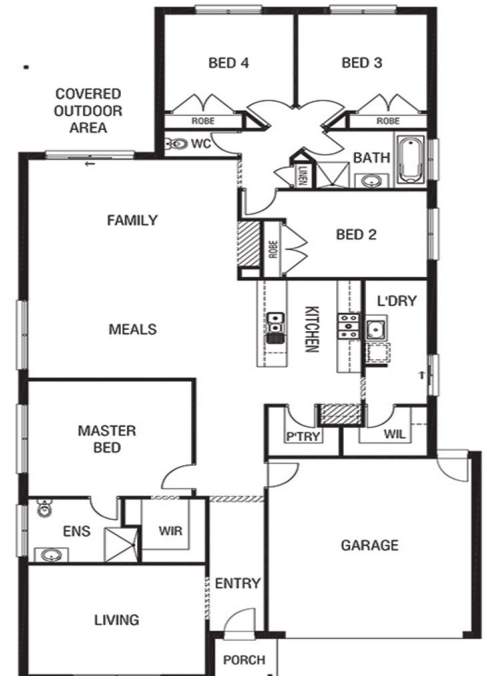 BED 4
BED 3
COVERED
OUTDOOR
AREA
ROBE
ROBE
WC
BATH
LINEN
FAMILY
BED 2
ROBE
KITCHEN
L'DRY
MEALS
MASTER
BED
P'TRY
WIL
ENS
WIR
GARAGE
ENTRY
LIVING
PORCH